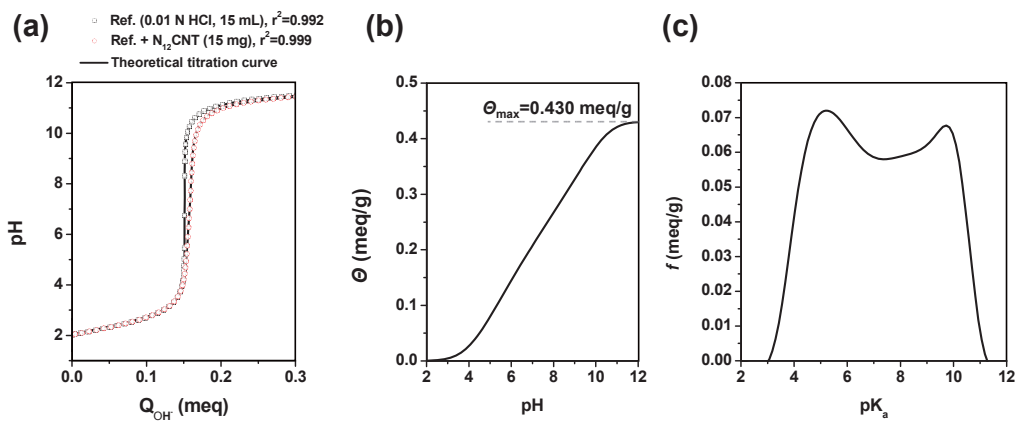 (a)
Ref. (0.01 N HCl, 15 mL), r²=0.992
Ref. + N₁₂CNT (15 mg), r²=0.999
Theoretical titration curve
12
10
8
6
4
2
pH
0.0 0.1 0.2 0.3
Q_OH⁻ (meq)
(b)
0.5
0.4
0.3
0.2
0.1
0.0
Θ (meq/g)
Θmax=0.430 meq/g
2 4 6 8 10 12
pH
(c)
0.08
0.07
0.06
0.05
0.04
0.03
0.02
0.01
0.00
f (meq/g)
2 4 6 8 10 12
pKₐ